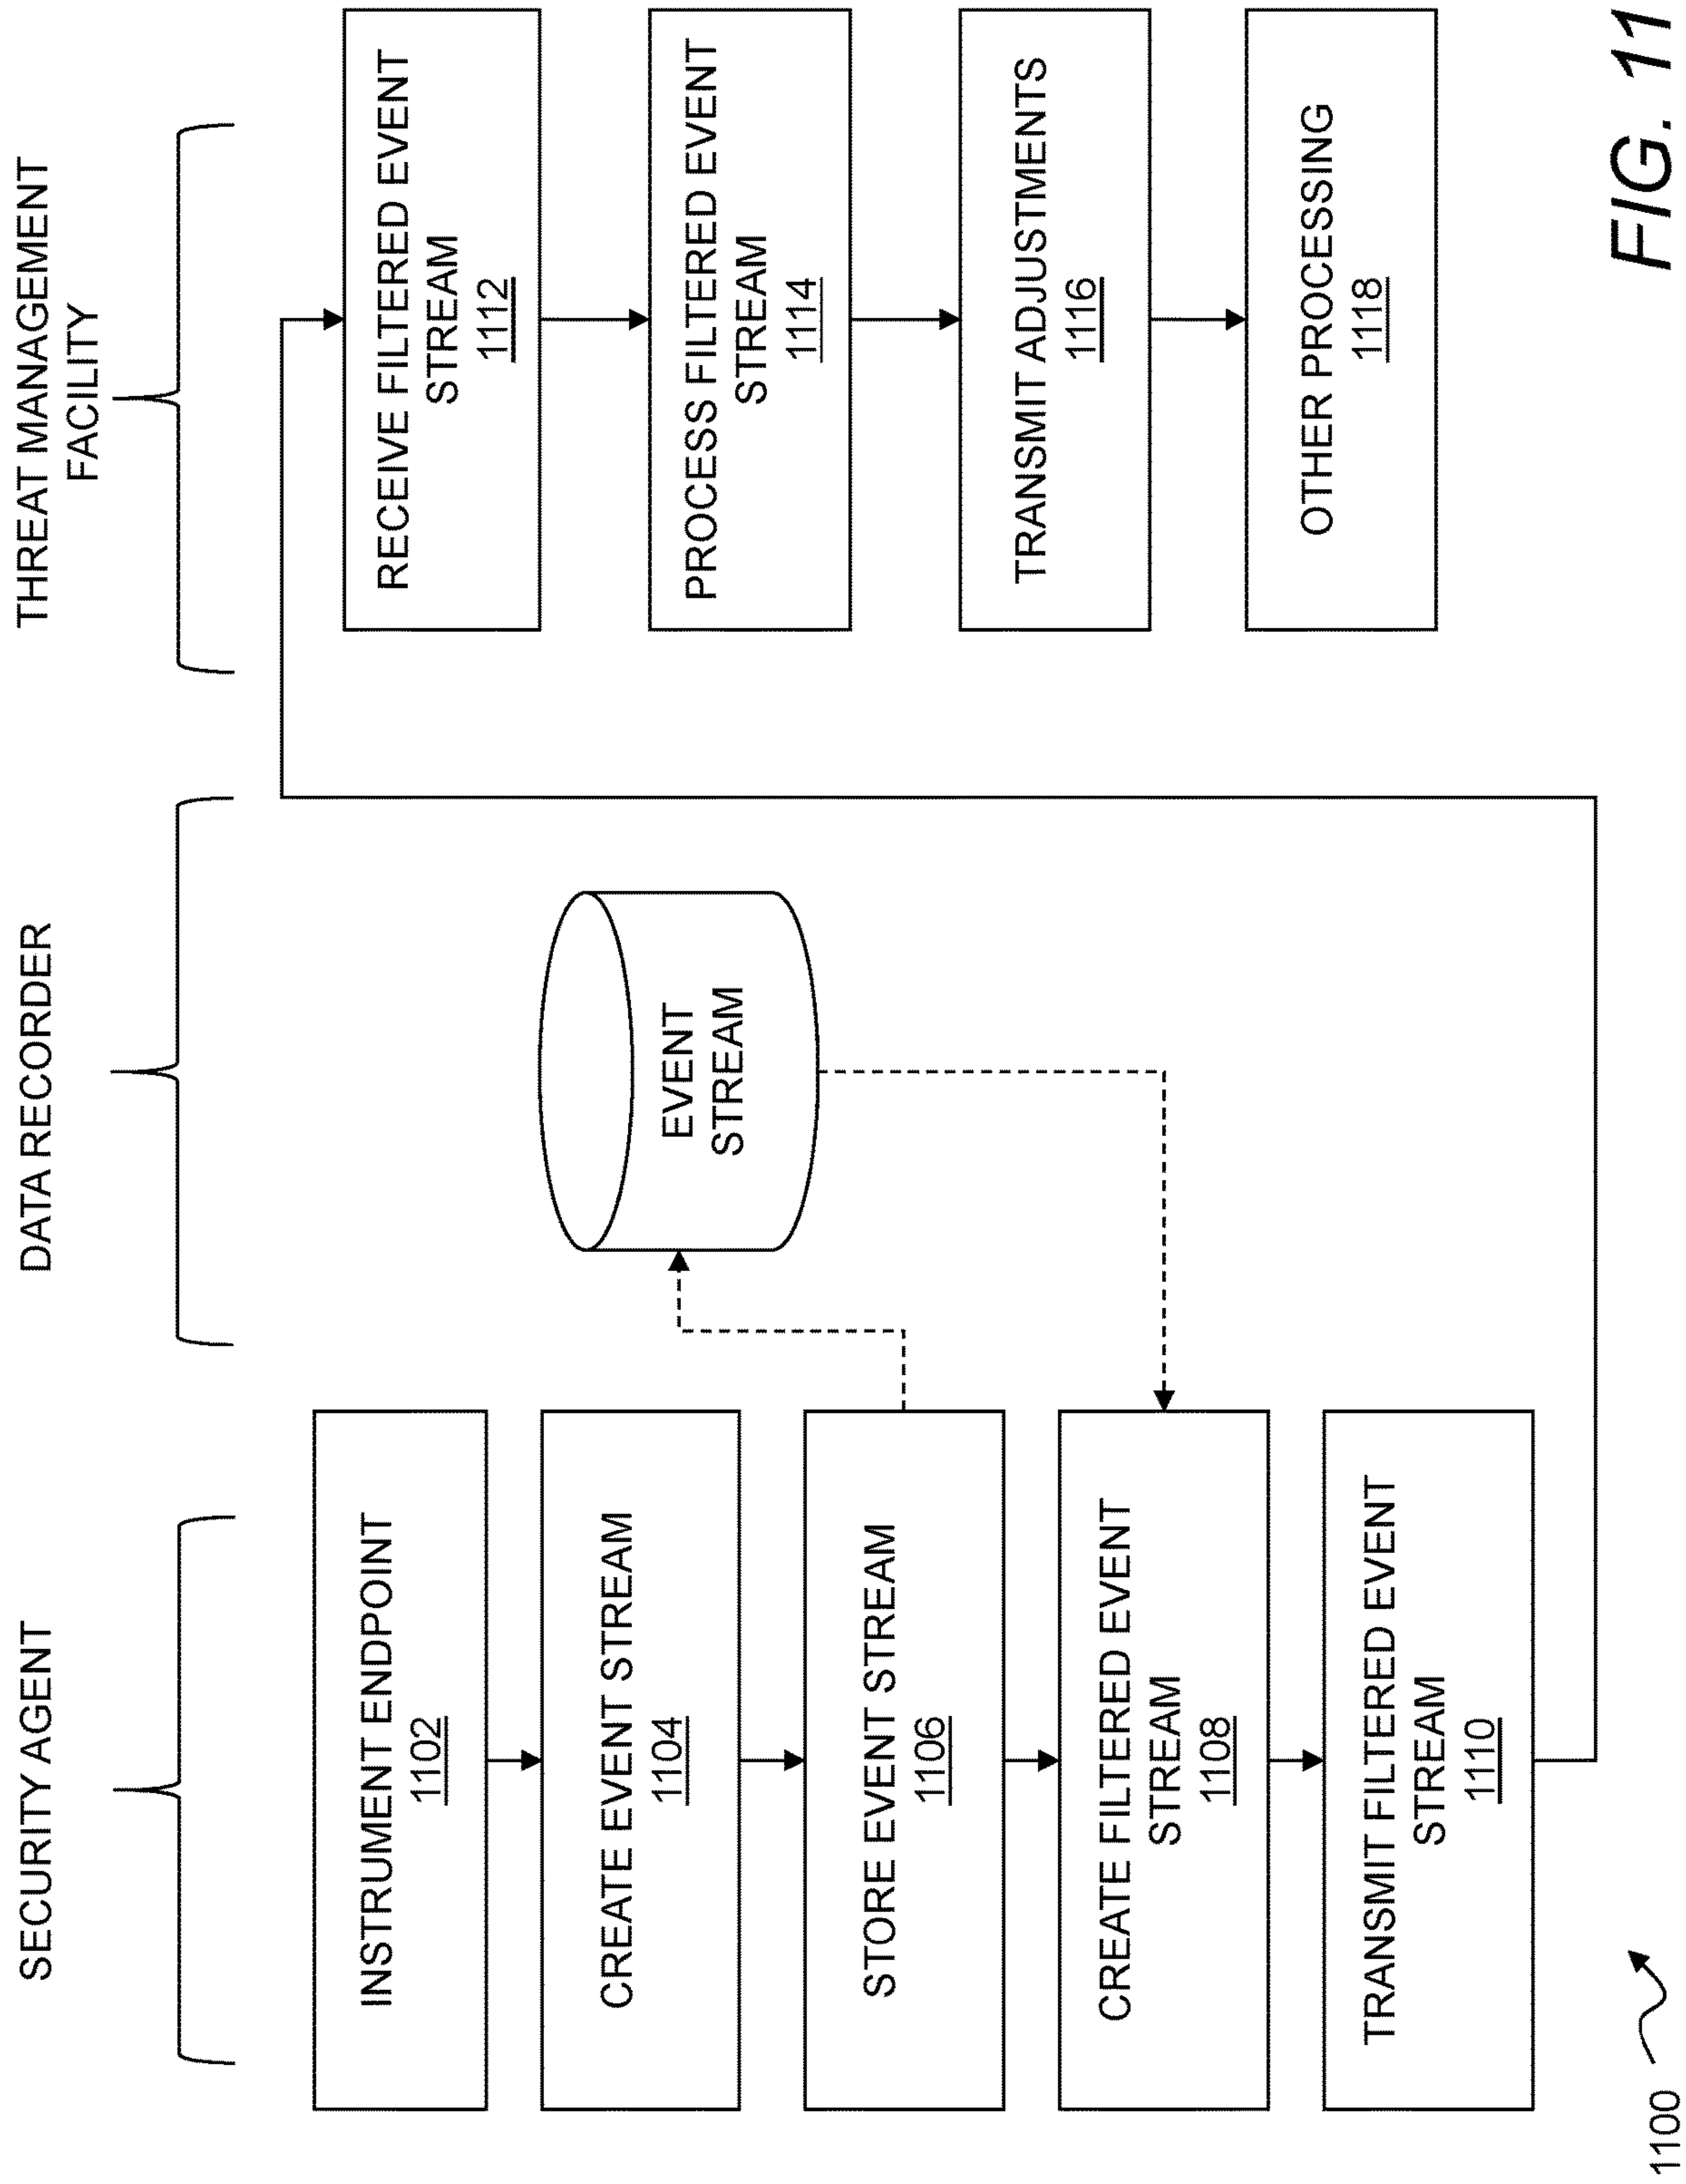 SECURITY AGENT
DATA RECORDER
THREAT MANAGEMENT
FACILITY
INSTRUMENT ENDPOINT
1102
CREATE EVENT STREAM
1104
STORE EVENT STREAM
1106
CREATE FILTERED EVENT
STREAM
1108
TRANSMIT FILTERED EVENT
STREAM
1110
EVENT
STREAM
RECEIVE FILTERED EVENT
STREAM
1112
PROCESS FILTERED EVENT
STREAM
1114
TRANSMIT ADJUSTMENTS
1116
OTHER PROCESSING
1118
1100
FIG. 11